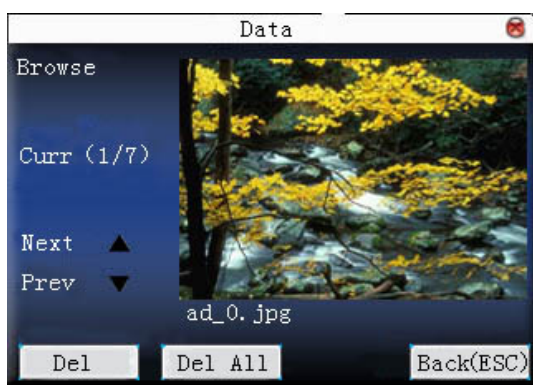 Data
Browse
Curr (1/7)
Next ▲
Prev ▼
ad_0.jpg
Del Del All Back(ESC)